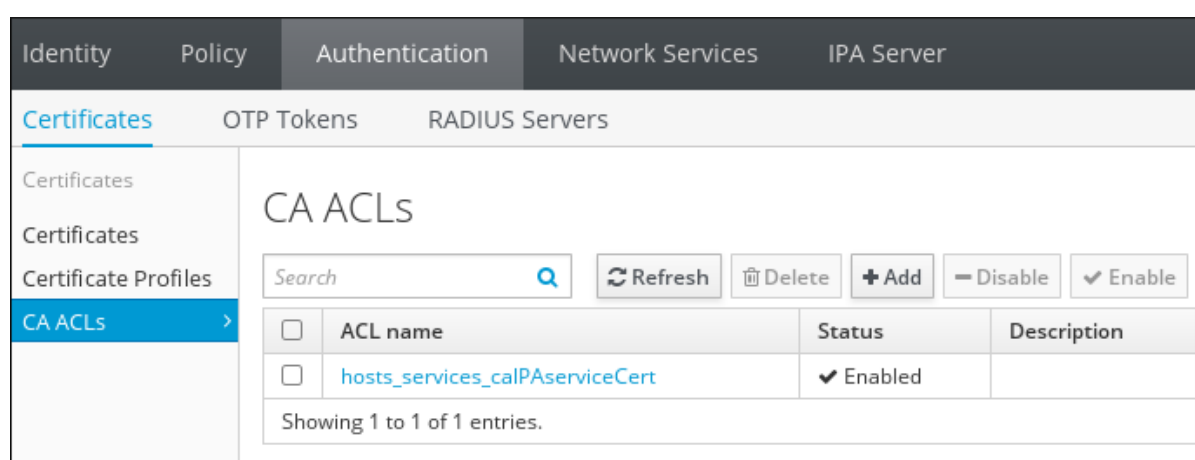 Identity Policy Authentication Network Services IPA Server
Certificates OTP Tokens RADIUS Servers
Certificates
Certificates
Certificate Profiles
CA ACLs
CA ACLs
Search Refresh Delete Add Disable Enable
ACL name Status Description
hosts_services_caIPAserviceCert Enabled
Showing 1 to 1 of 1 entries.